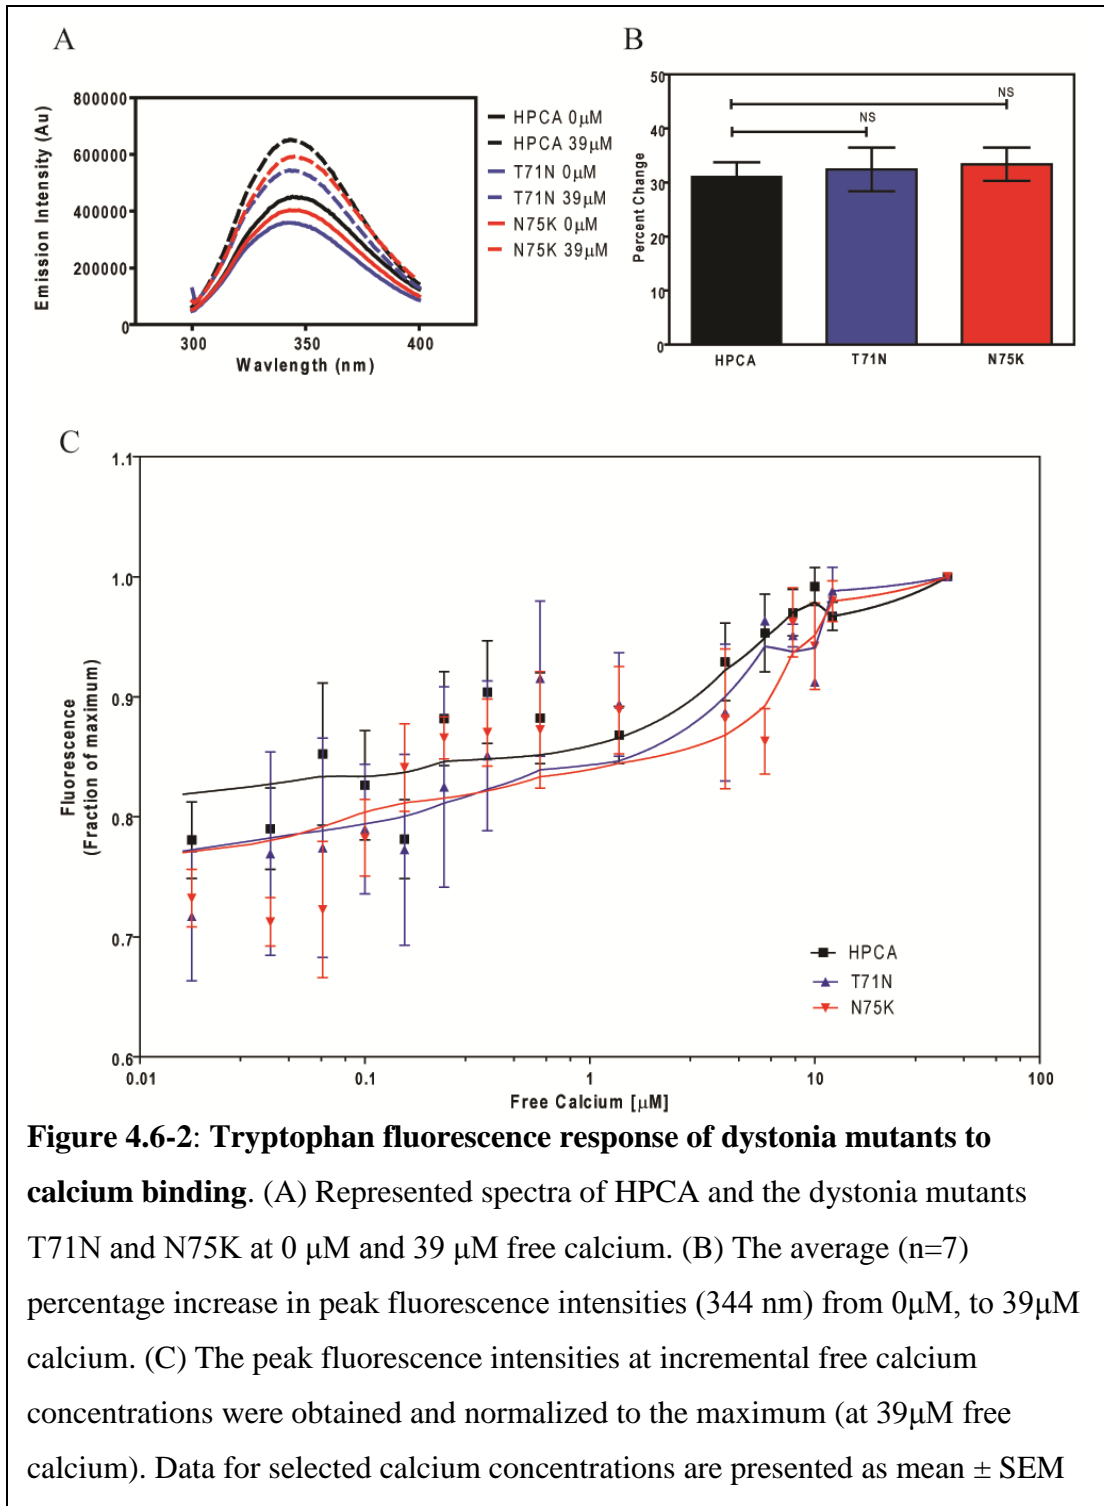 A
800000
600000
400000
200000
0
Emission Intensity (Au)
300
350
400
Wavlength (nm)
HPCA 0μM
HPCA 39μM
T71N 0μM
T71N 39μM
N75K 0μM
N75K 39μM
B
50
40
30
20
10
0
Percent Change
NS
NS
HPCA
T71N
N75K
C
1.1
1.0
0.9
0.8
0.7
0.6
Fluorescence
(Fraction of maximum)
0.01
0.1
1
10
100
Free Calcium [μM]
HPCA
T71N
N75K
Figure 4.6-2: Tryptophan fluorescence response of dystonia mutants to
calcium binding. (A) Represented spectra of HPCA and the dystonia mutants
T71N and N75K at 0 μM and 39 μM free calcium. (B) The average (n=7)
percentage increase in peak fluorescence intensities (344 nm) from 0μM, to 39μM
calcium. (C) The peak fluorescence intensities at incremental free calcium
concentrations were obtained and normalized to the maximum (at 39μM free
calcium). Data for selected calcium concentrations are presented as mean ± SEM